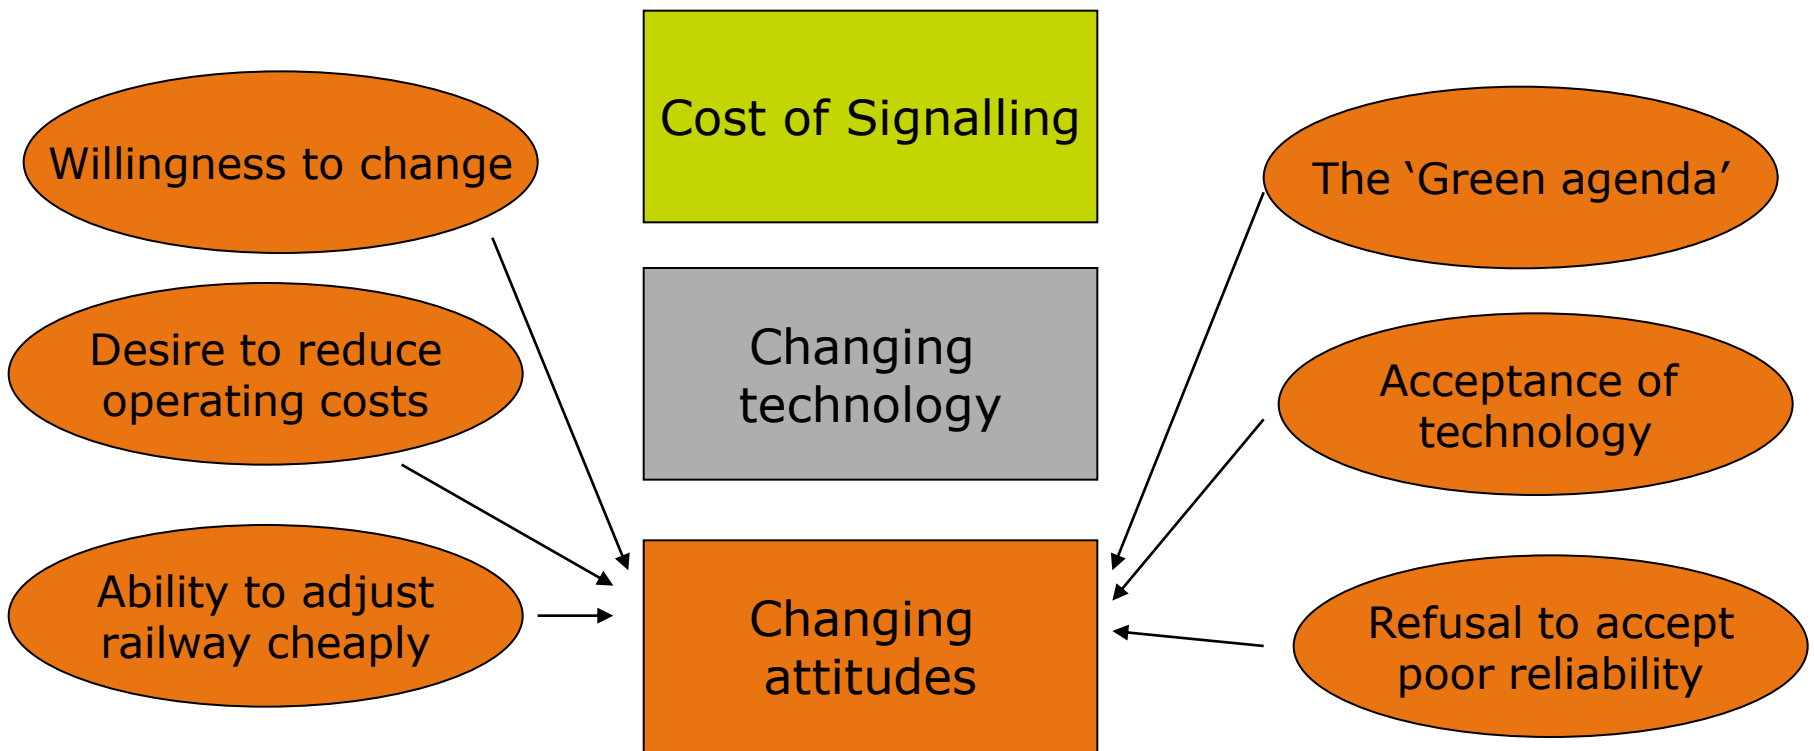 Cost of Signalling
Willingness to change
The ‘Green agenda’
Desire to reduce
operating costs
Changing
technology
Acceptance of
technology
Ability to adjust
railway cheaply
Changing
attitudes
Refusal to accept
poor reliability